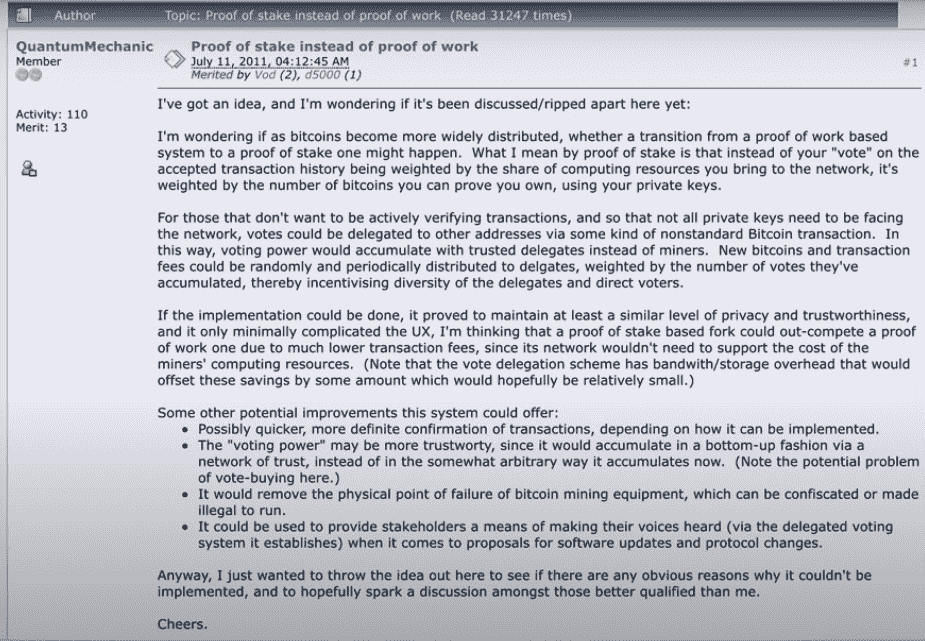 Author Topic: Proof of stake instead of proof of work (Read 31247 times)
QuantumMechanic
Member
Activity: 110
Merit: 13
Proof of stake instead of proof of work
July 11, 2011, 04:12:45 AM
Merited by Vod (2), d5000 (1)
#1
I've got an idea, and I'm wondering if it's been discussed/ripped apart here yet:
I'm wondering if as bitcoins become more widely distributed, whether a transition from a proof of work based
system to a proof of stake one might happen. What I mean by proof of stake is that instead of your "vote" on the
accepted transaction history being weighted by the share of computing resources you bring to the network, it's
weighted by the number of bitcoins you can prove you own, using your private keys.
For those that don't want to be actively verifying transactions, and so that not all private keys need to be facing
the network, votes could be delegated to other addresses via some kind of nonstandard Bitcoin transaction. In
this way, voting power would accumulate with trusted delegates instead of miners. New bitcoins and transaction
fees could be randomly and periodically distributed to delgates, weighted by the number of votes they've
accumulated, thereby incentivising diversity of the delegates and direct voters.
If the implementation could be done, it proved to maintain at least a similar level of privacy and trustworthiness,
and it only minimally complicated the UX, I'm thinking that a proof of stake based fork could out-compete a proof
of work one due to much lower transaction fees, since its network wouldn't need to support the cost of the
miners' computing resources. (Note that the vote delegation scheme has bandwith/storage overhead that would
offset these savings by some amount which would hopefully be relatively small.)
Some other potential improvements this system could offer:
• Possibly quicker, more definite confirmation of transactions, depending on how it can be implemented.
• The "voting power" may be more trustworty, since it would accumulate in a bottom-up fashion via a
network of trust, instead of in the somewhat arbitrary way it accumulates now. (Note the potential problem
of vote-buying here.)
• It would remove the physical point of failure of bitcoin mining equipment, which can be confiscated or made
illegal to run.
• It could be used to provide stakeholders a means of making their voices heard (via the delegated voting
system it establishes) when it comes to proposals for software updates and protocol changes.
Anyway, I just wanted to throw the idea out here to see if there are any obvious reasons why it couldn't be
implemented, and to hopefully spark a discussion amongst those better qualified than me.
Cheers.